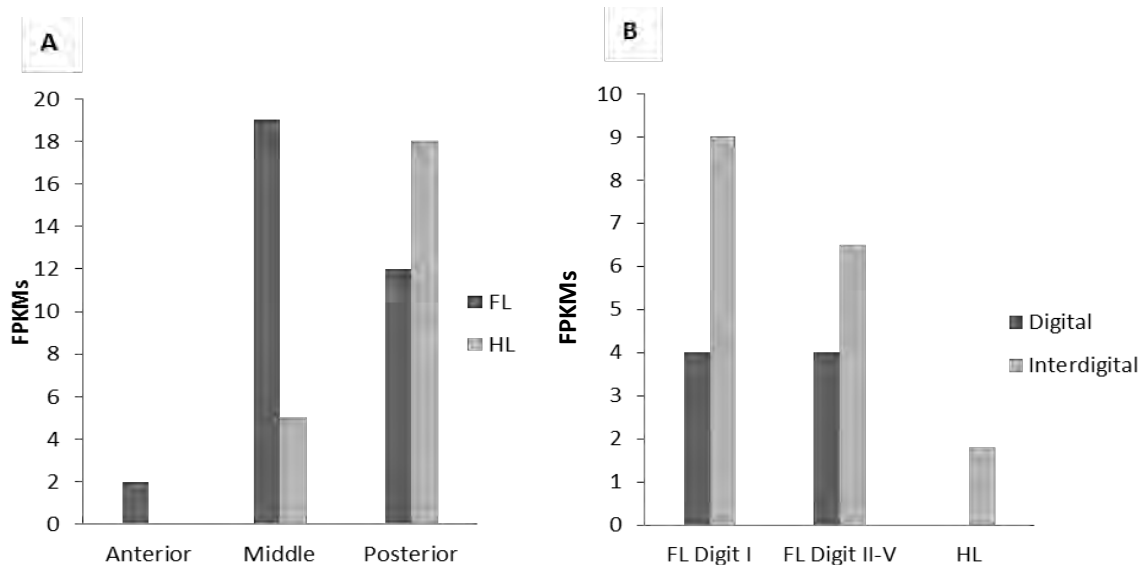 A
20
18
16
14
12
10
8
6
4
2
0
FPKMs
Anterior Middle Posterior
FL
HL
B
10
9
8
7
6
5
4
3
2
1
0
FPKMs
FL Digit I FL Digit II-V HL
Digital
Interdigital